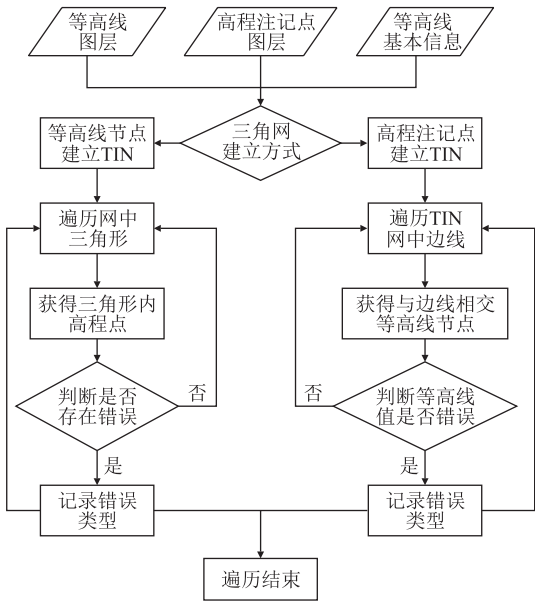 等高线
图层
高程注记点
图层
等高线
基本信息
等高线节点
建立TIN
三角网
建立方式
高程注记点
建立TIN
遍历网中
三角形
遍历TIN
网中边线
获得三角形内
高程点
获得与边线相交
等高线节点
判断是否
存在错误
否
否
判断等高线
值是否错误
是
是
记录错误
类型
记录错误
类型
遍历结束